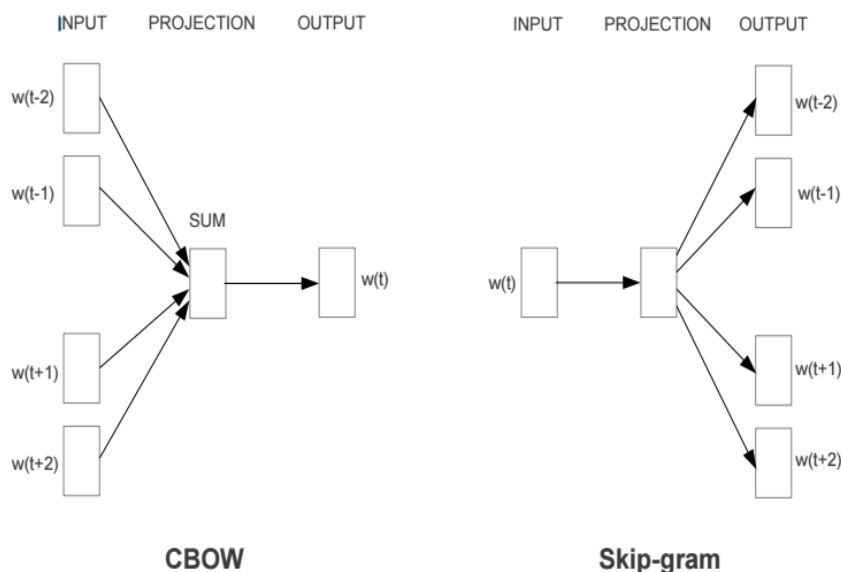 INPUT PROJECTION OUTPUT
w(t-2)
w(t-1)
SUM
w(t)
w(t+1)
w(t+2)
CBOW
INPUT PROJECTION OUTPUT
w(t-2)
w(t-1)
w(t)
w(t+1)
w(t+2)
Skip-gram